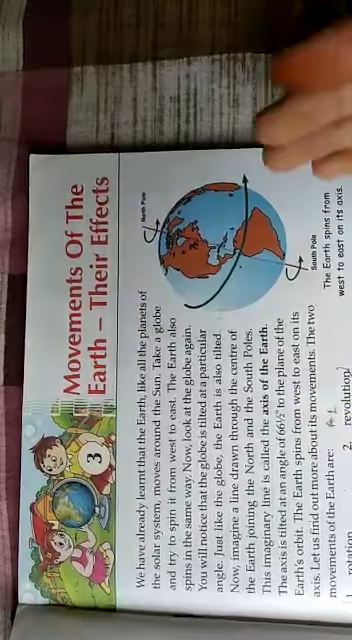 3
Movements Of The
Earth – Their Effects
We have already learnt that the Earth, like all the planets of
the solar system, moves around the Sun. Take a globe
and try to spin it from west to east. The Earth also
spins in the same way. Now, look at the globe again.
You will notice that the globe is tilted at a particular
angle. Just like the globe, the Earth is also tilted.
Now, imagine a line drawn through the centre of
the Earth joining the North and the South Poles.
This imaginary line is called the axis of the Earth.
The axis is tilted at an angle of 66½° to the plane of the
Earth's orbit. The Earth spins from west to east on its
axis. Let us find out more about its movements. The two
movements of the Earth are:
1. rotation
2. revolution
North Pole
South Pole
The Earth spins from
west to east on its axis.